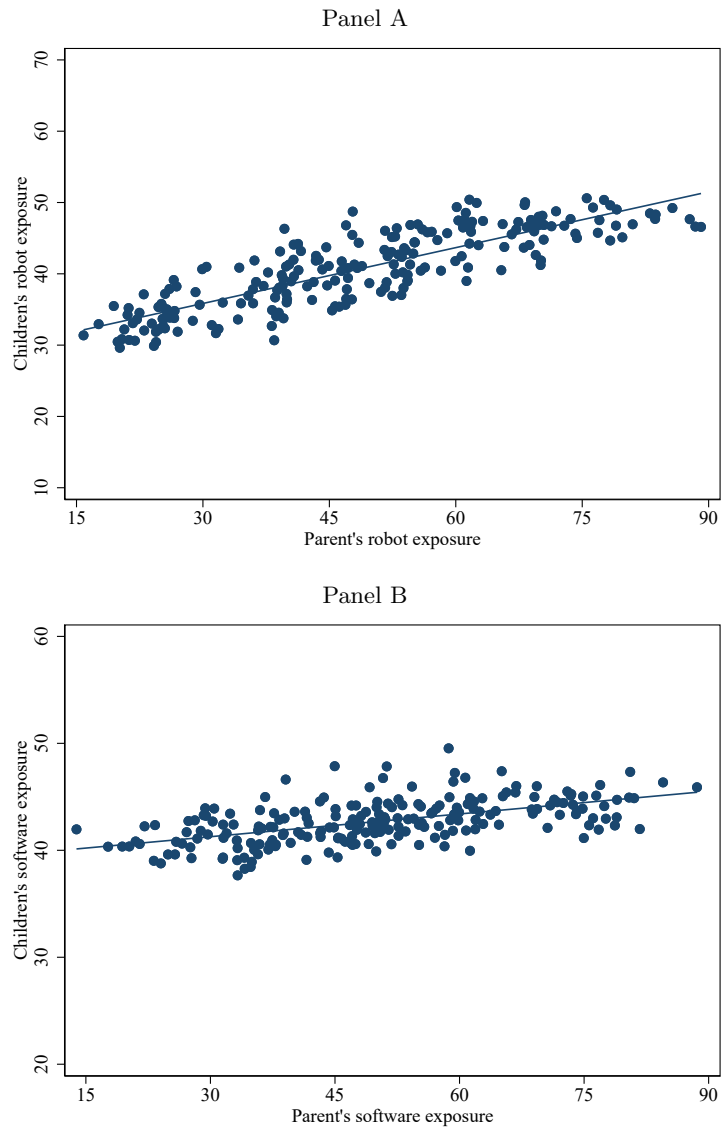 Panel A
70
60
50
40
30
20
10
Children's robot exposure
15 30 45 60 75 90
Parent's robot exposure
Panel B
60
50
40
30
20
Children's software exposure
15 30 45 60 75 90
Parent's software exposure